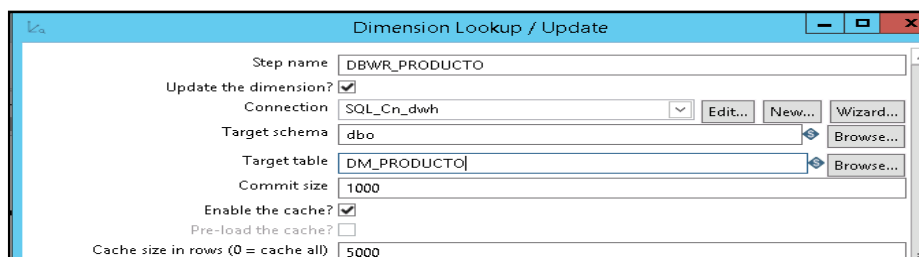 Dimension Lookup / Update
Step name DBWR_PRODUCTO
Update the dimension?
Connection SQL_Cn_dwh Edit... New... Wizard...
Target schema dbo Browse...
Target table DM_PRODUCTO Browse...
Commit size 1000
Enable the cache?
Pre-load the cache?
Cache size in rows (0 = cache all) 5000